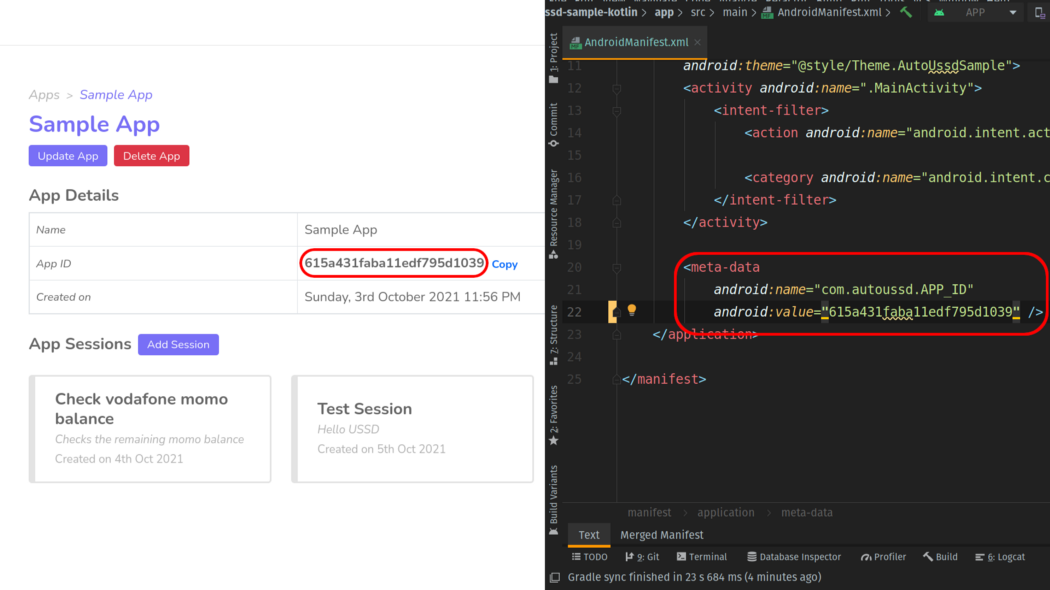 Apps > Sample App
Sample App
Update App Delete App
App Details
Name Sample App
App ID 615a431faba11edf795d1039 Copy
Created on Sunday, 3rd October 2021 11:56 PM
App Sessions Add Session
Check vodafone momo
balance
Checks the remaining momo balance
Created on 4th Oct 2021
Test Session
Hello USSD
Created on 5th Oct 2021
ssd-sample-kotlin > app > src > main > AndroidManifest.xml > APP
AndroidManifest.xml ×
1: Project
Commit
Resource Manager
Z: Structure
2: Favorites
Build Variants
11 android:theme="@style/Theme.AutoUssdSample">
12 <activity android:name=".MainActivity">
13 <intent-filter>
14 <action android:name="android.intent.act
15
16 <category android:name="android.intent.c
17 </intent-filter>
18 </activity>
19
20 <meta-data
21 android:name="com.autoussd.APP_ID"
22 android:value="615a431faba11edf795d1039" />
23 </application>
24
25 </manifest>
manifest > application > meta-data
Text Merged Manifest
TODO 9: Git Terminal Database Inspector Profiler Build 6: Logcat
Gradle sync finished in 23 s 684 ms (4 minutes ago)